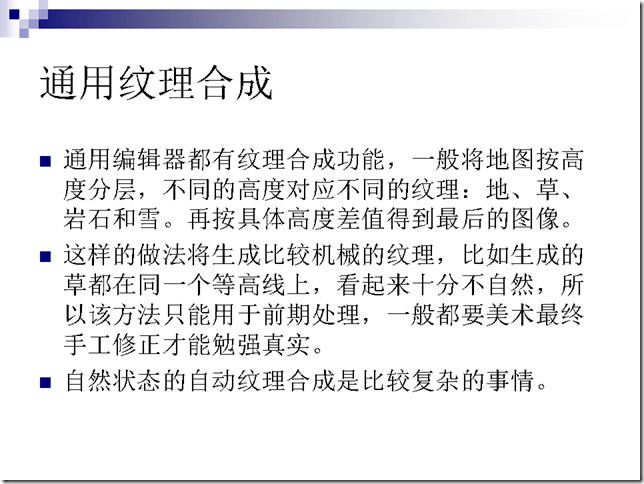 通用纹理合成
通用编辑器都有纹理合成功能，一般将地图按高
度分层，不同的高度对应不同的纹理：地、草、
岩石和雪。再按具体高度差值得到最后的图像。
这样的做法将生成比较机械的纹理，比如生成的
草都在同一个等高线上，看起来十分不自然，所
以该方法只能用于前期处理，一般都要美术最终
手工修正才能勉强真实。
自然状态的自动纹理合成是比较复杂的事情。